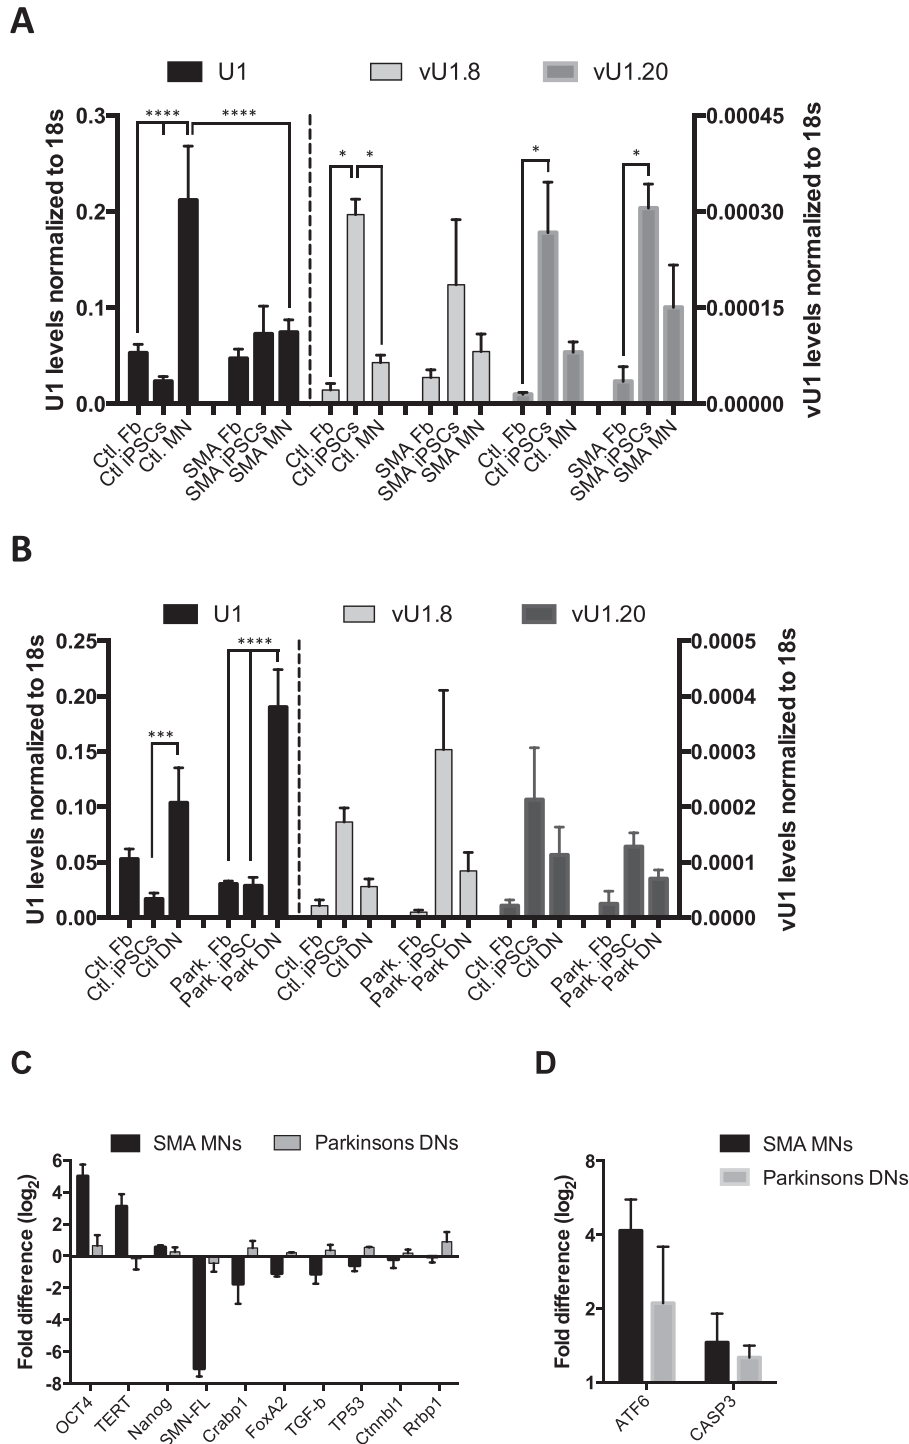 A
U1 vU1.8 vU1.20
U1 levels normalized to 18s
0.3
0.2
0.1
0.0
**** **** * * * *
0.00045
0.00030
0.00015
0.00000
vU1 levels normalized to 18s
Ctl. Fb
Ctl iPSCs
Ctl. MN
SMA Fb
SMA iPSCs
SMA MN
Ctl. Fb
Ctl iPSCs
Ctl. MN
SMA Fb
SMA iPSCs
SMA MN
Ctl. Fb
Ctl iPSCs
Ctl. MN
SMA Fb
SMA iPSCs
SMA MN
B
U1 vU1.8 vU1.20
U1 levels normalized to 18s
0.25
0.20
0.15
0.10
0.05
0.00
*** ****
0.0005
0.0004
0.0003
0.0002
0.0001
0.0000
vU1 levels normalized to 18s
Ctl. Fb
Ctl. iPSCs
Ctl DN
Park. Fb
Park. iPSC
Park DN
Ctl. Fb
Ctl. iPSCs
Ctl DN
Park. Fb
Park. iPSC
Park DN
Ctl. Fb
Ctl. iPSCs
Ctl DN
Park. Fb
Park. iPSC
Park DN
C
SMA MNs Parkinsons DNs
Fold difference (log2)
6
4
2
0
-2
-4
-6
-8
OCT4
TERT
Nanog
SMN-FL
Crabp1
FoxA2
TGF-b
TP53
Ctnnbl1
Rrbp1
D
SMA MNs
Parkinsons DNs
Fold difference (log2)
8
4
2
1
ATF6
CASP3